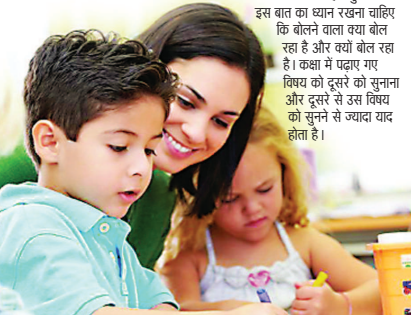 इस बात का ध्यान रखना चाहिए
कि बोलने वाला क्या बोल
रहा है और क्यों बोल रहा
है। कक्षा में पढ़ाए गए
विषय को दूसरे को सुनाना
और दूसरे से उस विषय
को सुनने से ज्यादा याद
होता है।